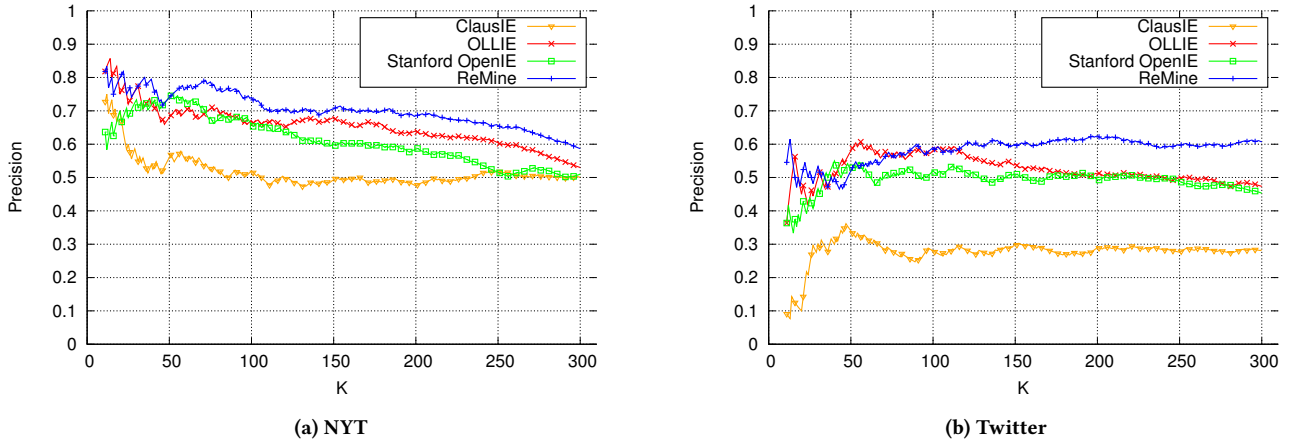 ClausIE
OLLIE
Stanford OpenIE
ReMine
1
0.9
0.8
0.7
0.6
0.5
0.4
0.3
0.2
0.1
0
Precision
0 50 100 150 200 250 300
K
(a) NYT
ClausIE
OLLIE
Stanford OpenIE
ReMine
1
0.9
0.8
0.7
0.6
0.5
0.4
0.3
0.2
0.1
0
Precision
0 50 100 150 200 250 300
K
(b) Twitter